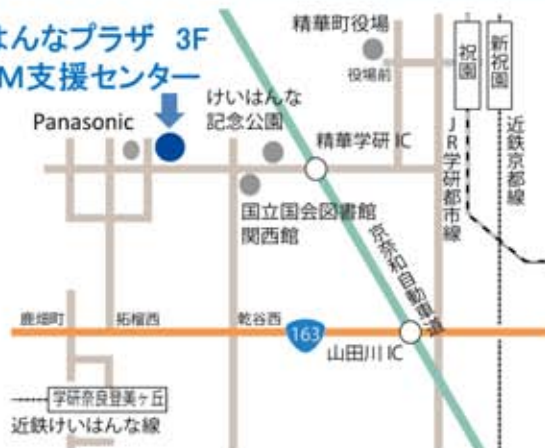 はんなプラザ 3F
M支援センター
精華町役場
役場前
祝園
新祝園
Panasonic
けいはんな
記念公園
精華学研 IC
JR学研都市線
近鉄京都線
国立国会図書館
関西館
京奈和自動車道
鹿畑町
拓榴西
乾谷西
163
山田川 IC
学研奈良登美ヶ丘
近鉄けいはんな線